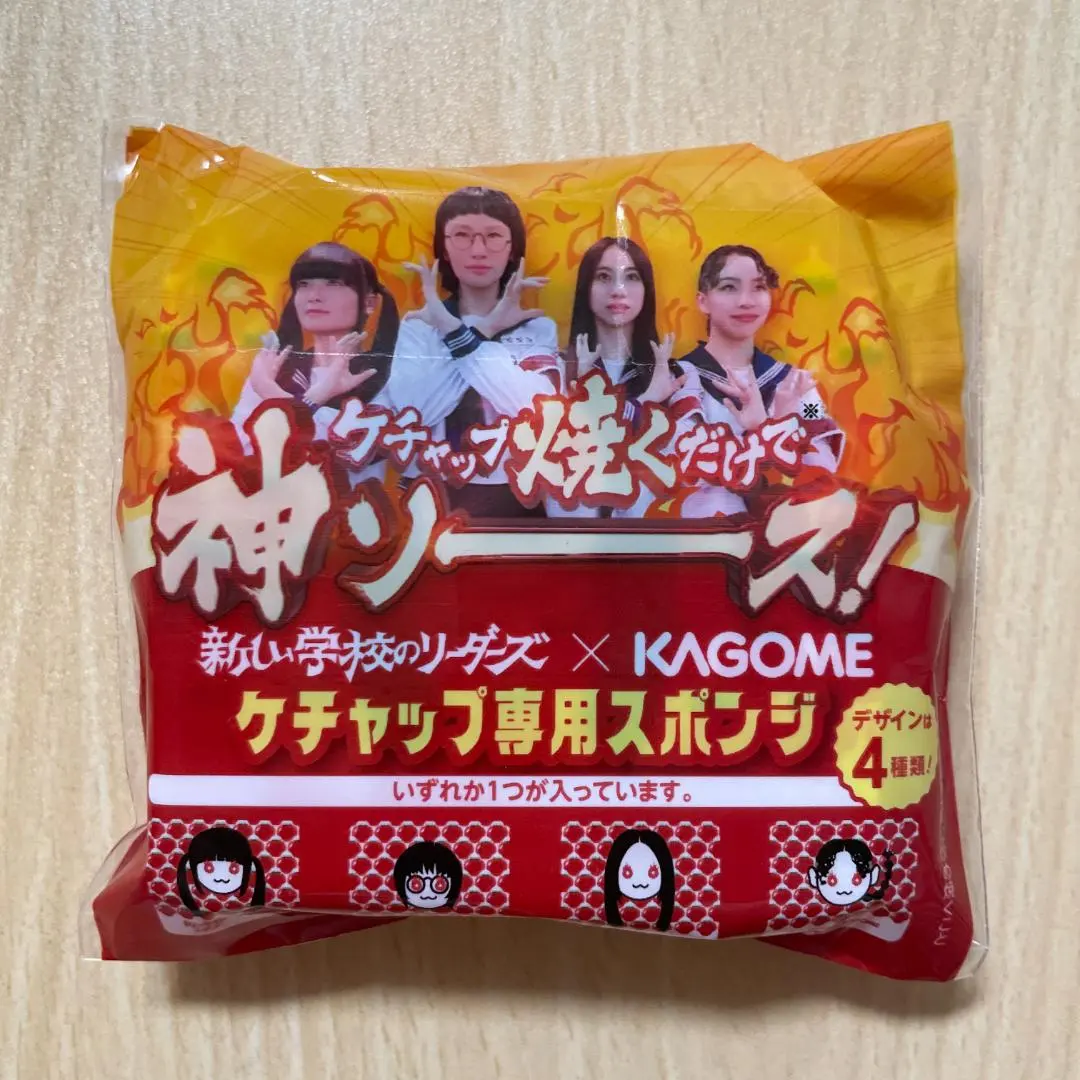 ケチャップ焼くだけで※
神ソース!
新しい学校のリーダーズ × KAGOME
ケチャップ専用スポンジ
デザインは
4種類!
いずれか1つが入っています。